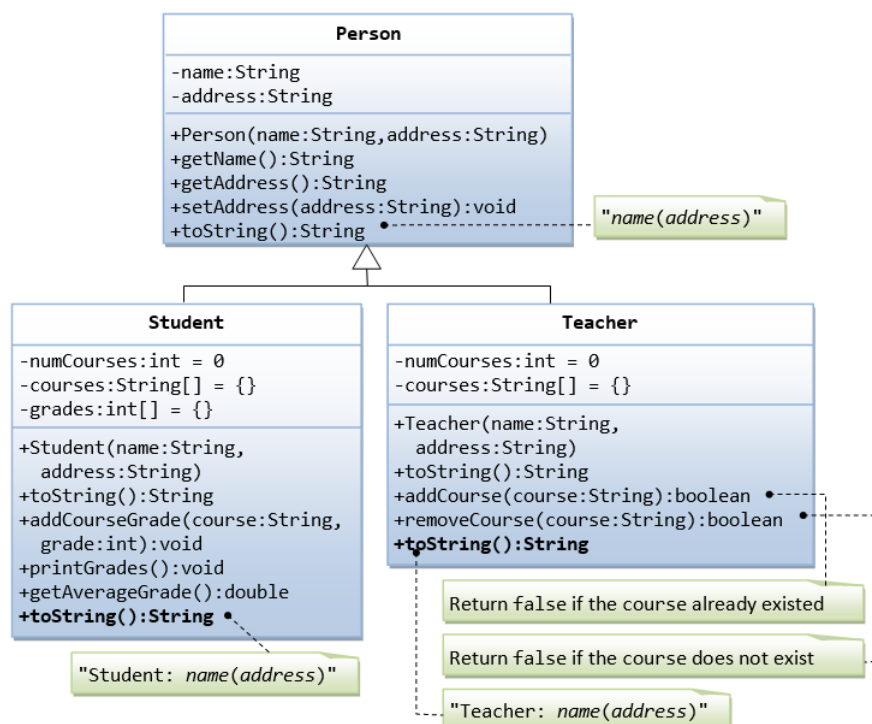 Person
-name:String
-address:String
+Person(name:String,address:String)
+getName():String
+getAddress():String
+setAddress(address:String):void
+toString():String
"name(address)"
Student
-numCourses:int = 0
-courses:String[] = {}
-grades:int[] = {}
+Student(name:String,
address:String)
+toString():String
+addCourseGrade(course:String,
grade:int):void
+printGrades():void
+getAverageGrade():double
+toString():String
"Student: name(address)"
Teacher
-numCourses:int = 0
-courses:String[] = {}
+Teacher(name:String,
address:String)
+toString():String
+addCourse(course:String):boolean
+removeCourse(course:String):boolean
+toString():String
Return false if the course already existed
Return false if the course does not exist
"Teacher: name(address)"